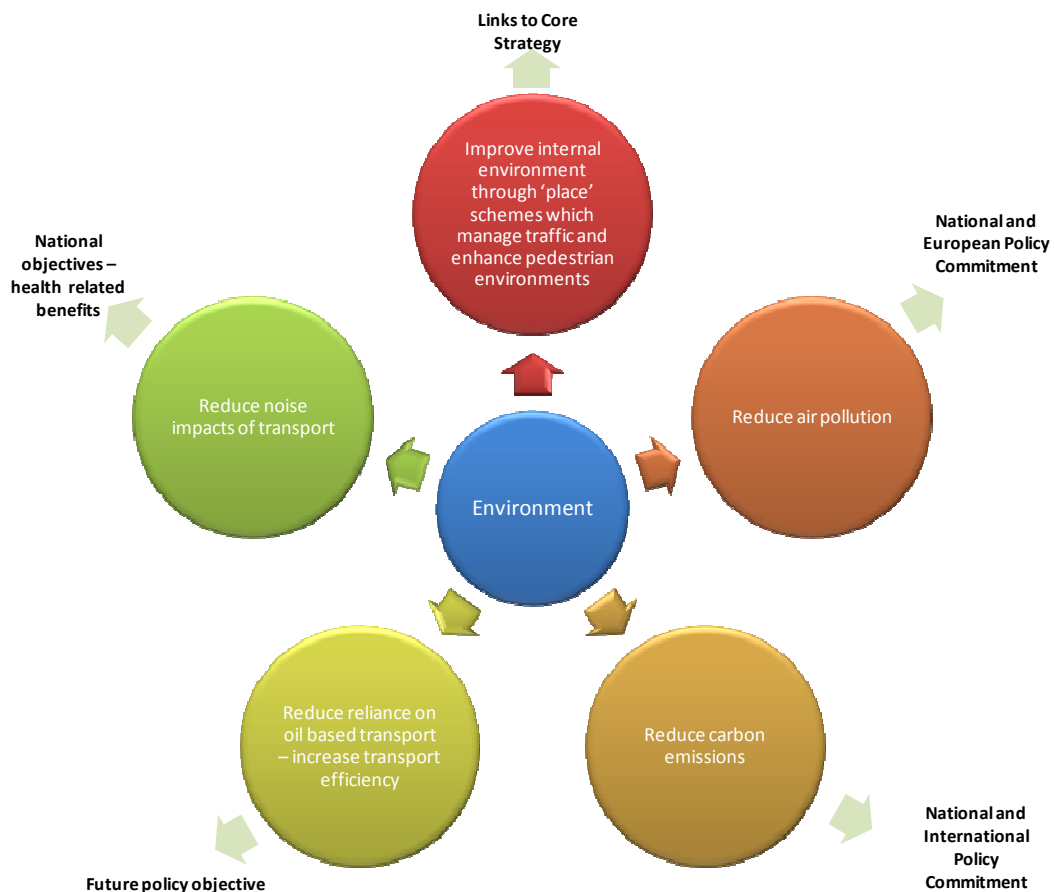 Links to Core
Strategy
Improve internal
environment
through ‘place’
schemes which
manage traffic and
enhance pedestrian
environments
National and
European Policy
Commitment
National
objectives –
health related
benefits
Reduce noise
impacts of transport
Reduce air pollution
Environment
Reduce reliance on
oil based transport
– increase transport
efficiency
Reduce carbon
emissions
National and
International
Policy
Commitment
Future policy objective